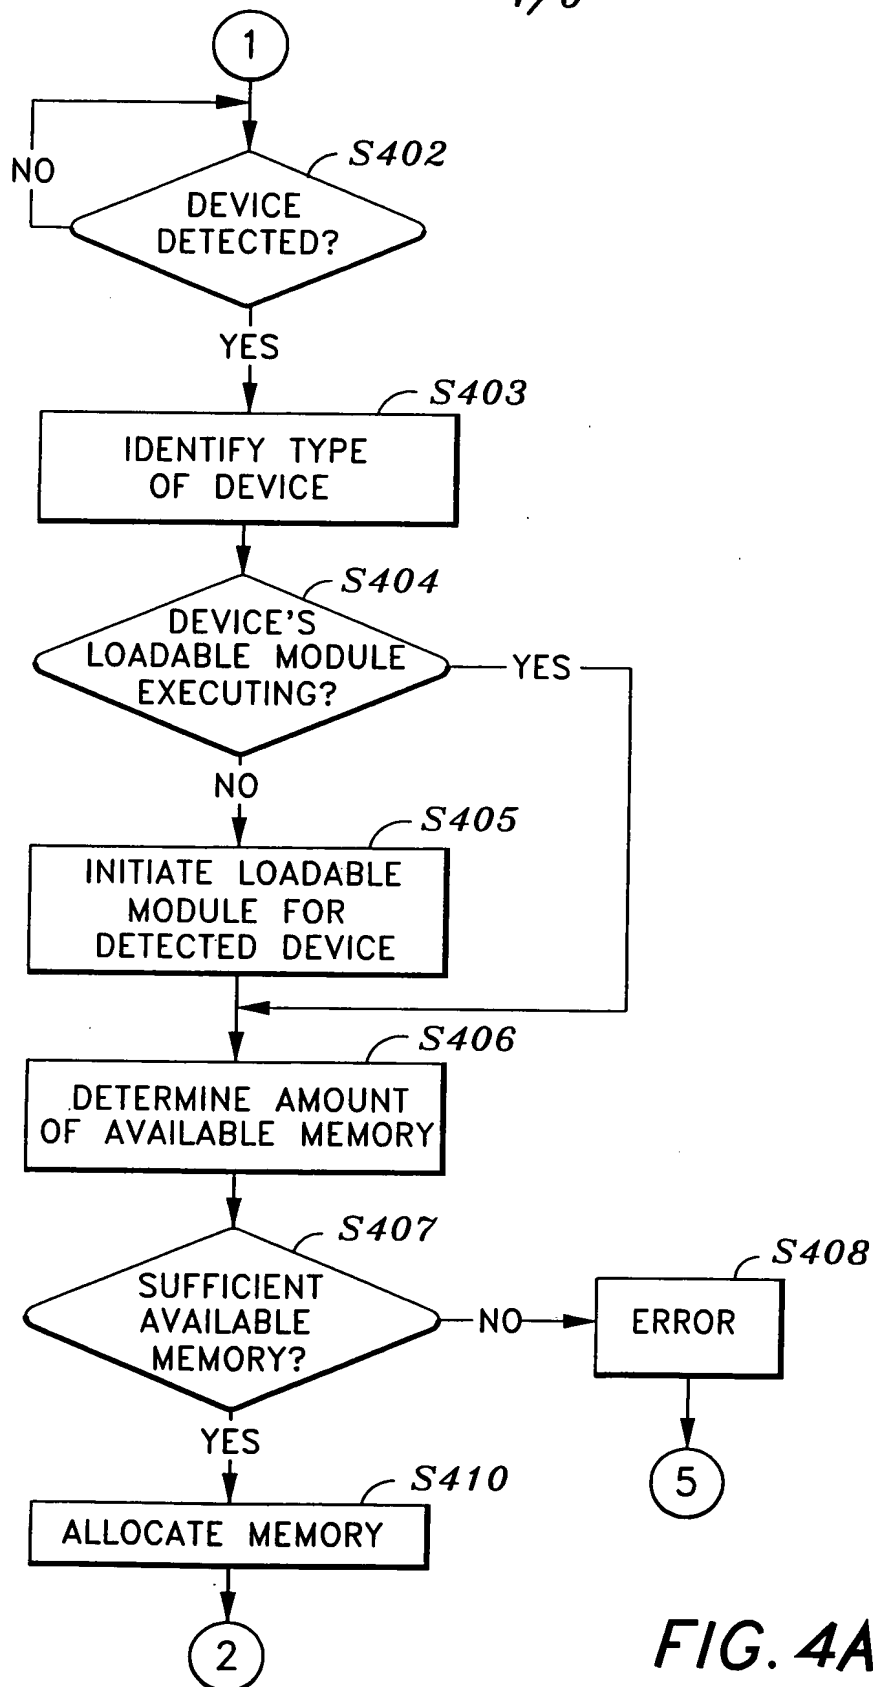 1
S402
NO
DEVICE
DETECTED?
YES
S403
IDENTIFY TYPE
OF DEVICE
S404
DEVICE'S
LOADABLE MODULE
EXECUTING?
YES
NO
S405
INITIATE LOADABLE
MODULE FOR
DETECTED DEVICE
S406
DETERMINE AMOUNT
OF AVAILABLE MEMORY
S407
SUFFICIENT
AVAILABLE
MEMORY?
NO
S408
ERROR
YES
5
S410
ALLOCATE MEMORY
2
FIG. 4A